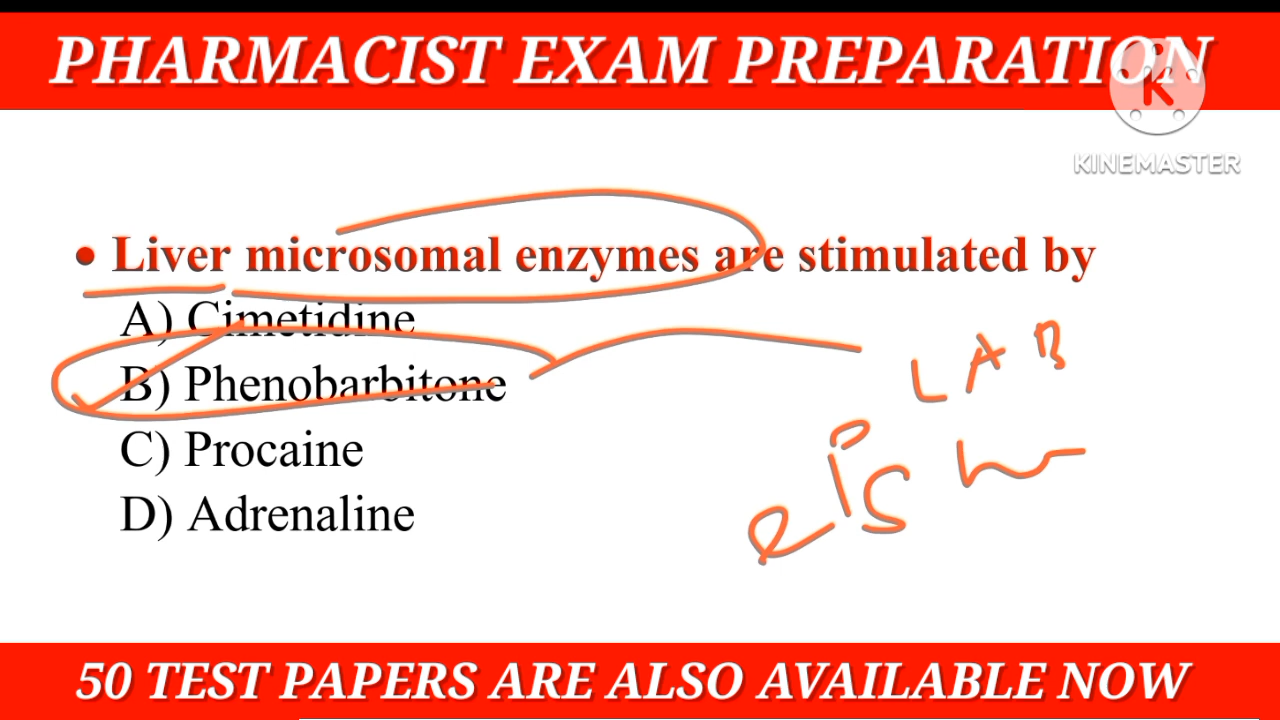 PHARMACIST EXAM PREPARATION
K
KINEMASTER
• Liver microsomal enzymes are stimulated by
A) Cimetidine
B) Phenobarbitone
C) Procaine
D) Adrenaline
LAB
50 TEST PAPERS ARE ALSO AVAILABLE NOW